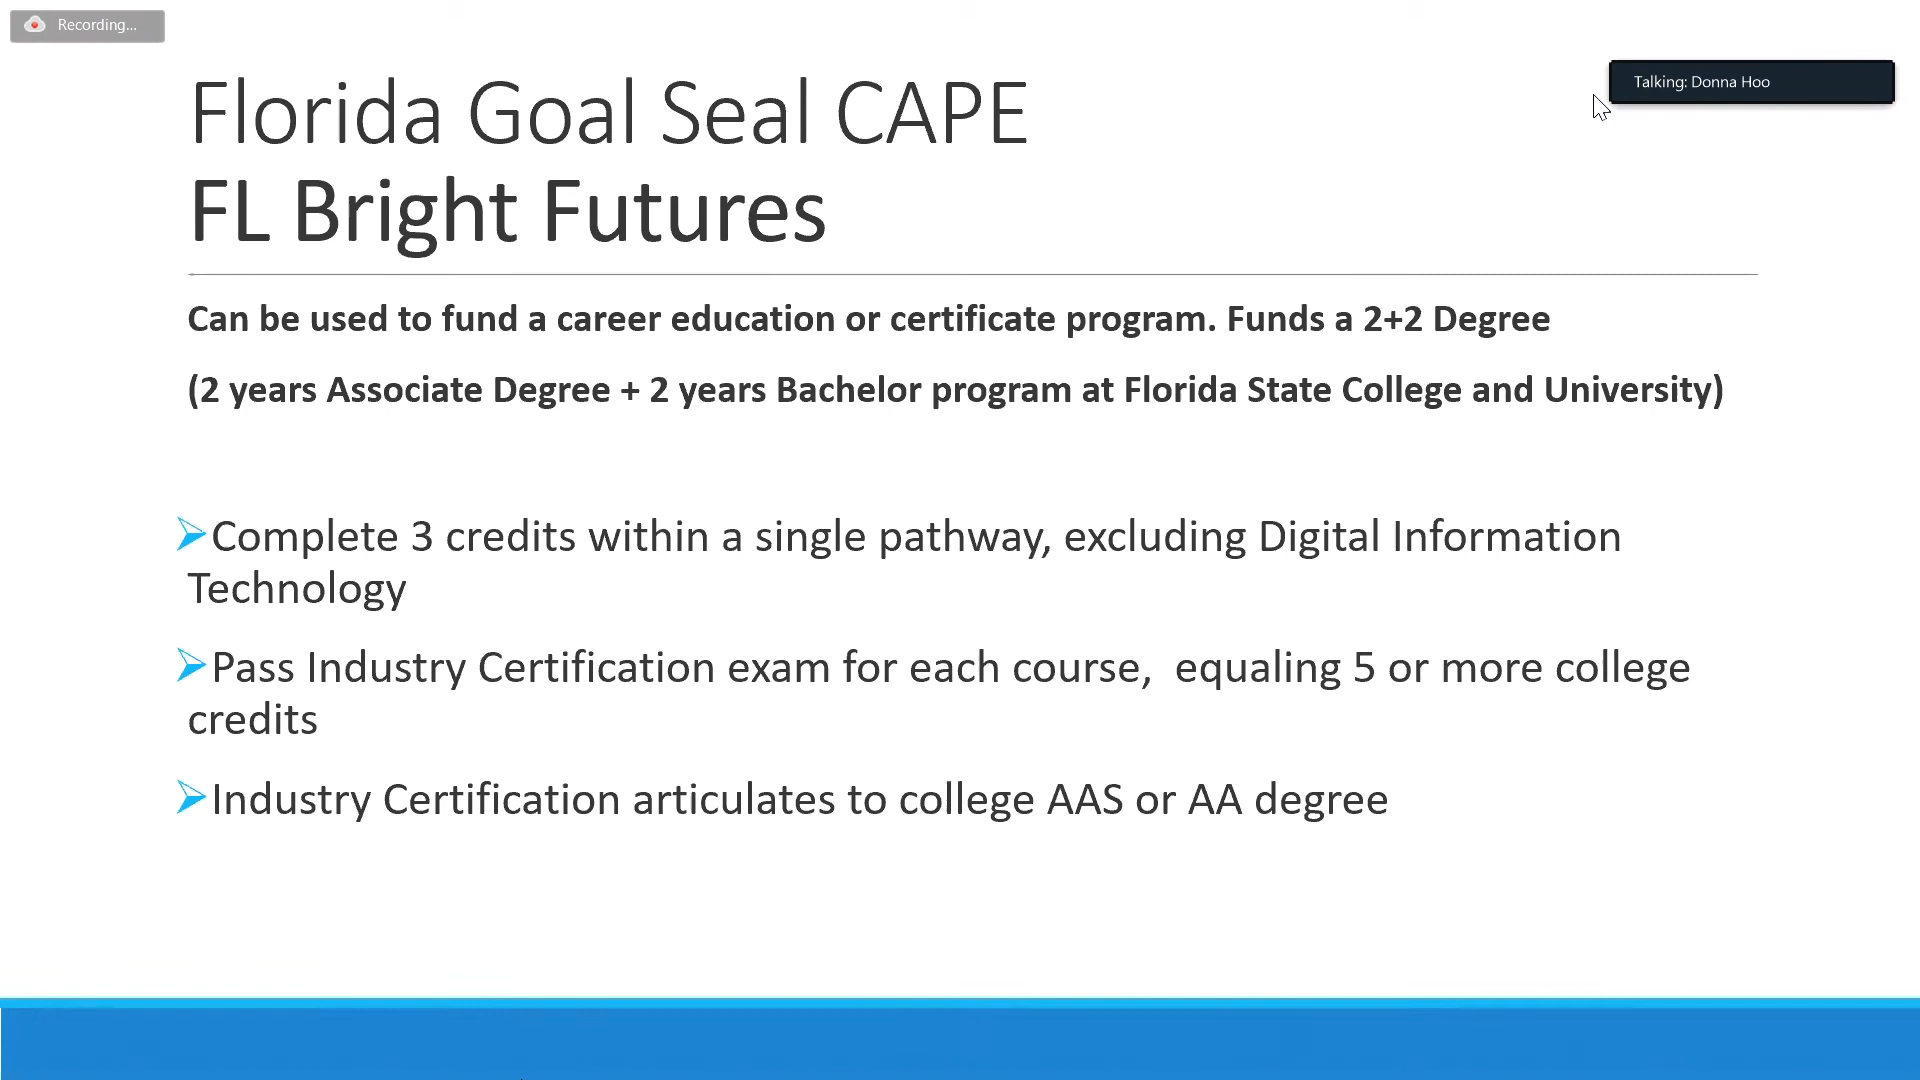 Recording...
Talking: Donna Hoo
Florida Goal Seal CAPE
FL Bright Futures
Can be used to fund a career education or certificate program. Funds a 2+2 Degree
(2 years Associate Degree + 2 years Bachelor program at Florida State College and University)
Complete 3 credits within a single pathway, excluding Digital Information
Technology
Pass Industry Certification exam for each course,  equaling 5 or more college
credits
Industry Certification articulates to college AAS or AA degree